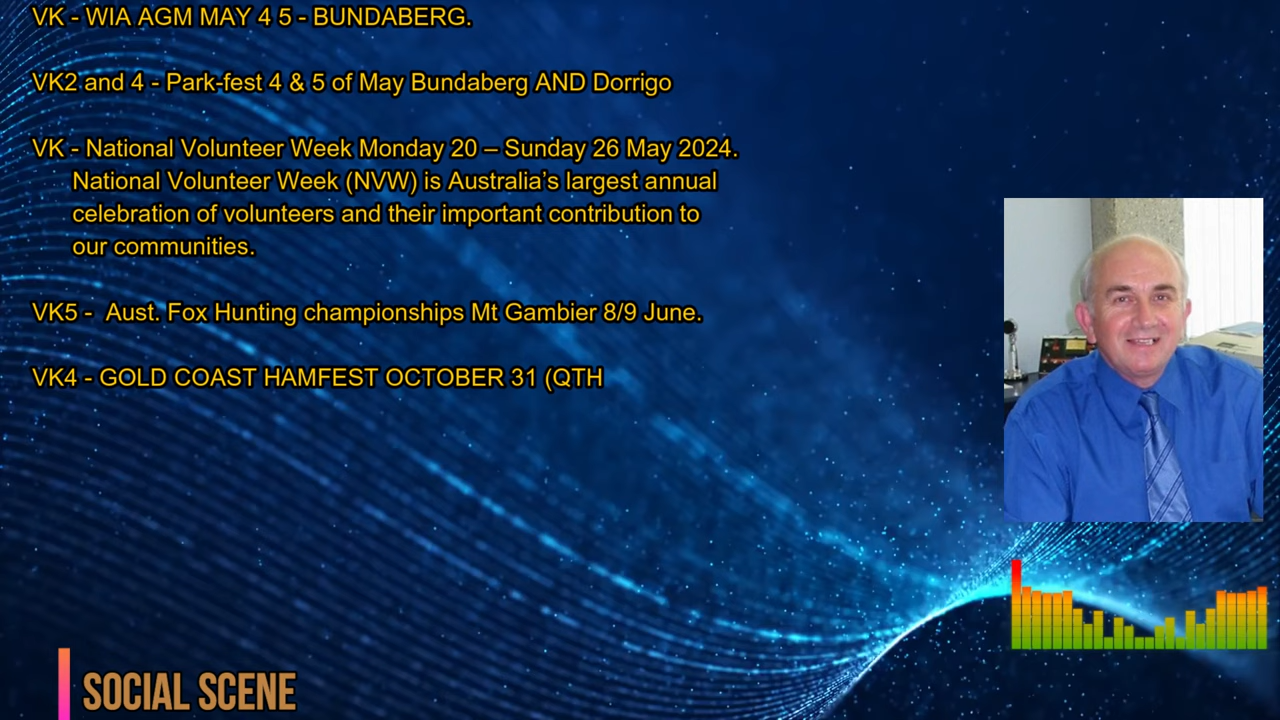 VK - WIA AGM MAY 4 5 - BUNDABERG.
VK2 and 4 - Park-fest 4 & 5 of May Bundaberg AND Dorrigo
VK - National Volunteer Week Monday 20 – Sunday 26 May 2024.
National Volunteer Week (NVW) is Australia’s largest annual
celebration of volunteers and their important contribution to
our communities.
VK5 -  Aust. Fox Hunting championships Mt Gambier 8/9 June.
VK4 - GOLD COAST HAMFEST OCTOBER 31 (QTH
SOCIAL SCENE